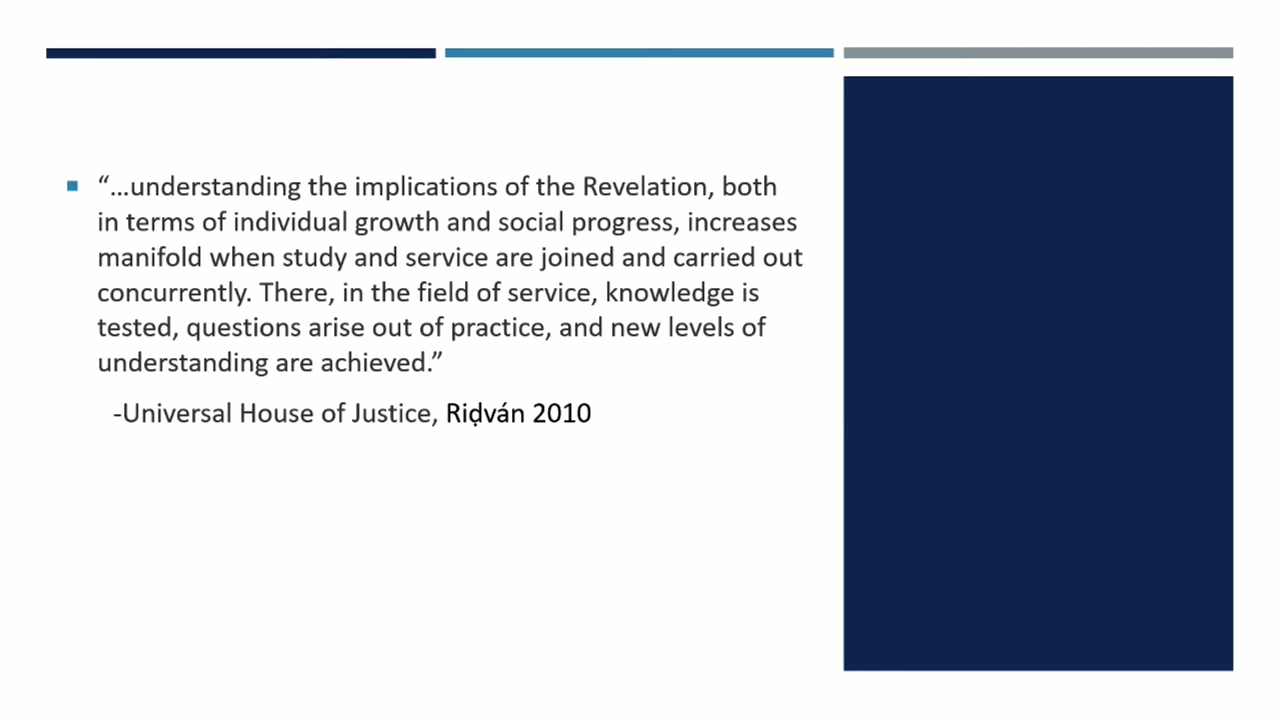 “…understanding the implications of the Revelation, both
in terms of individual growth and social progress, increases
manifold when study and service are joined and carried out
concurrently. There, in the field of service, knowledge is
tested, questions arise out of practice, and new levels of
understanding are achieved.”
-Universal House of Justice, Riḍván 2010